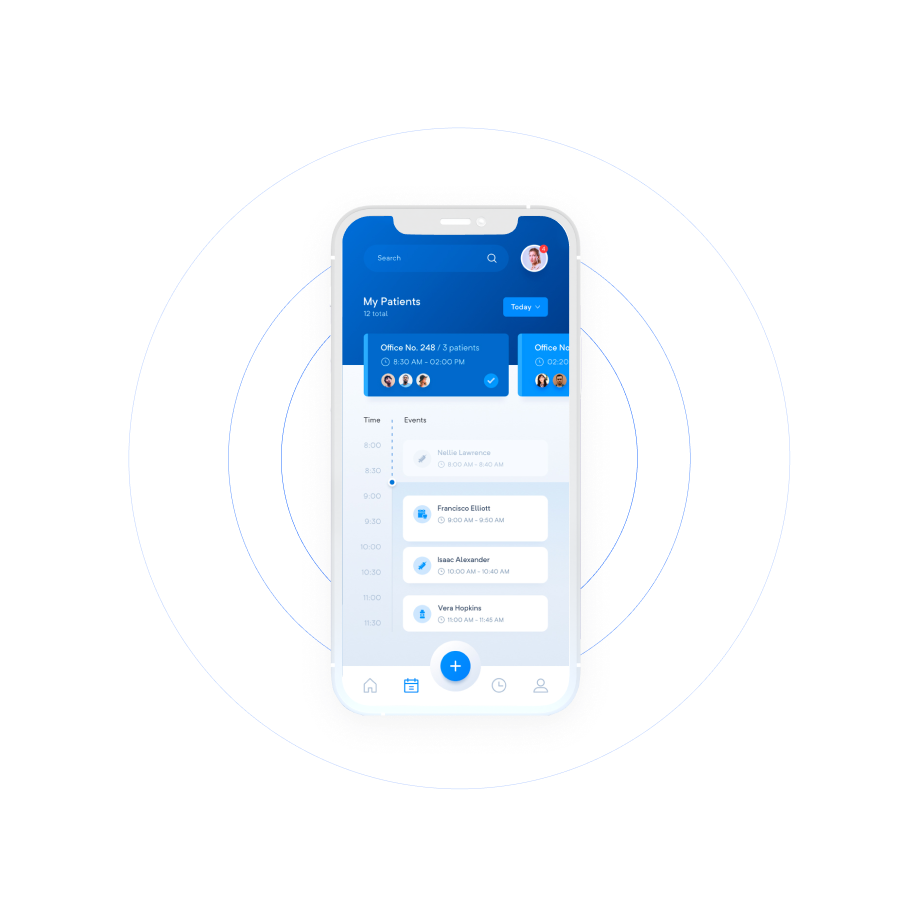 Search
4
My Patients
12 total
Today
Office No. 248 / 3 patients
8:30 AM - 02:00 PM
Office No
02:20
Time
Events
8:00
Nellie Lawrence
8:00 AM - 8:40 AM
8:30
9:00
Francisco Elliott
9:00 AM - 9:50 AM
9:30
10:00
Isaac Alexander
10:00 AM - 10:40 AM
10:30
11:00
Vera Hopkins
11:00 AM - 11:45 AM
11:30